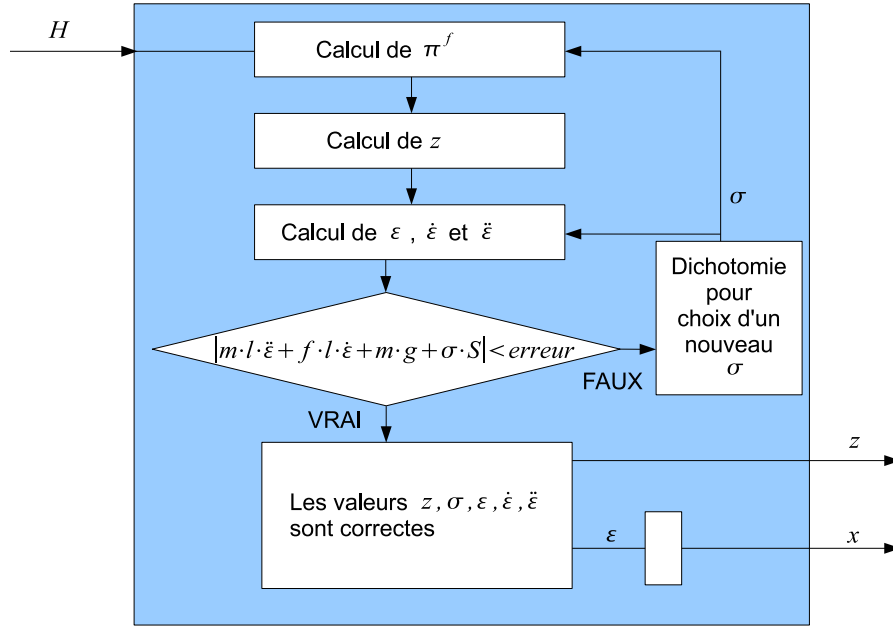 H
Calcul de π^f
Calcul de z
σ
Calcul de ε , ε̇ et ε̈
Dichotomie
pour
choix d'un
nouveau
σ
|m·l·ε̈ + f·l·ε̇ + m·g + σ·S| < erreur
FAUX
VRAI
z
Les valeurs z , σ , ε , ε̇ , ε̈
sont correctes
ε
x